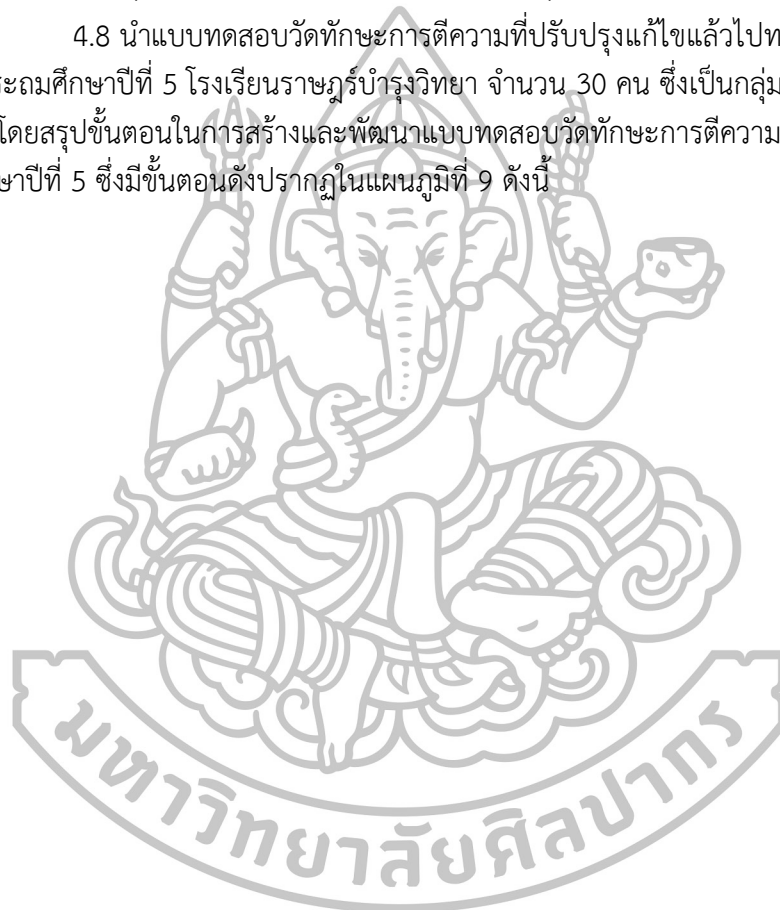 4.8 นำแบบทดสอบวัดทักษะการตีความที่ปรับปรุงแก้ไขแล้วไปท
ระถมศึกษาปีที่ 5 โรงเรียนราษฎร์บำรุงวิทยา จำนวน 30 คน ซึ่งเป็นกลุ่ม
โดยสรุปขั้นตอนในการสร้างและพัฒนาแบบทดสอบวัดทักษะการตีความ
ษาปีที่ 5 ซึ่งมีขั้นตอนดังปรากฏในแผนภูมิที่ 9 ดังนี้
มหาวิทยาลัยศิลปากร